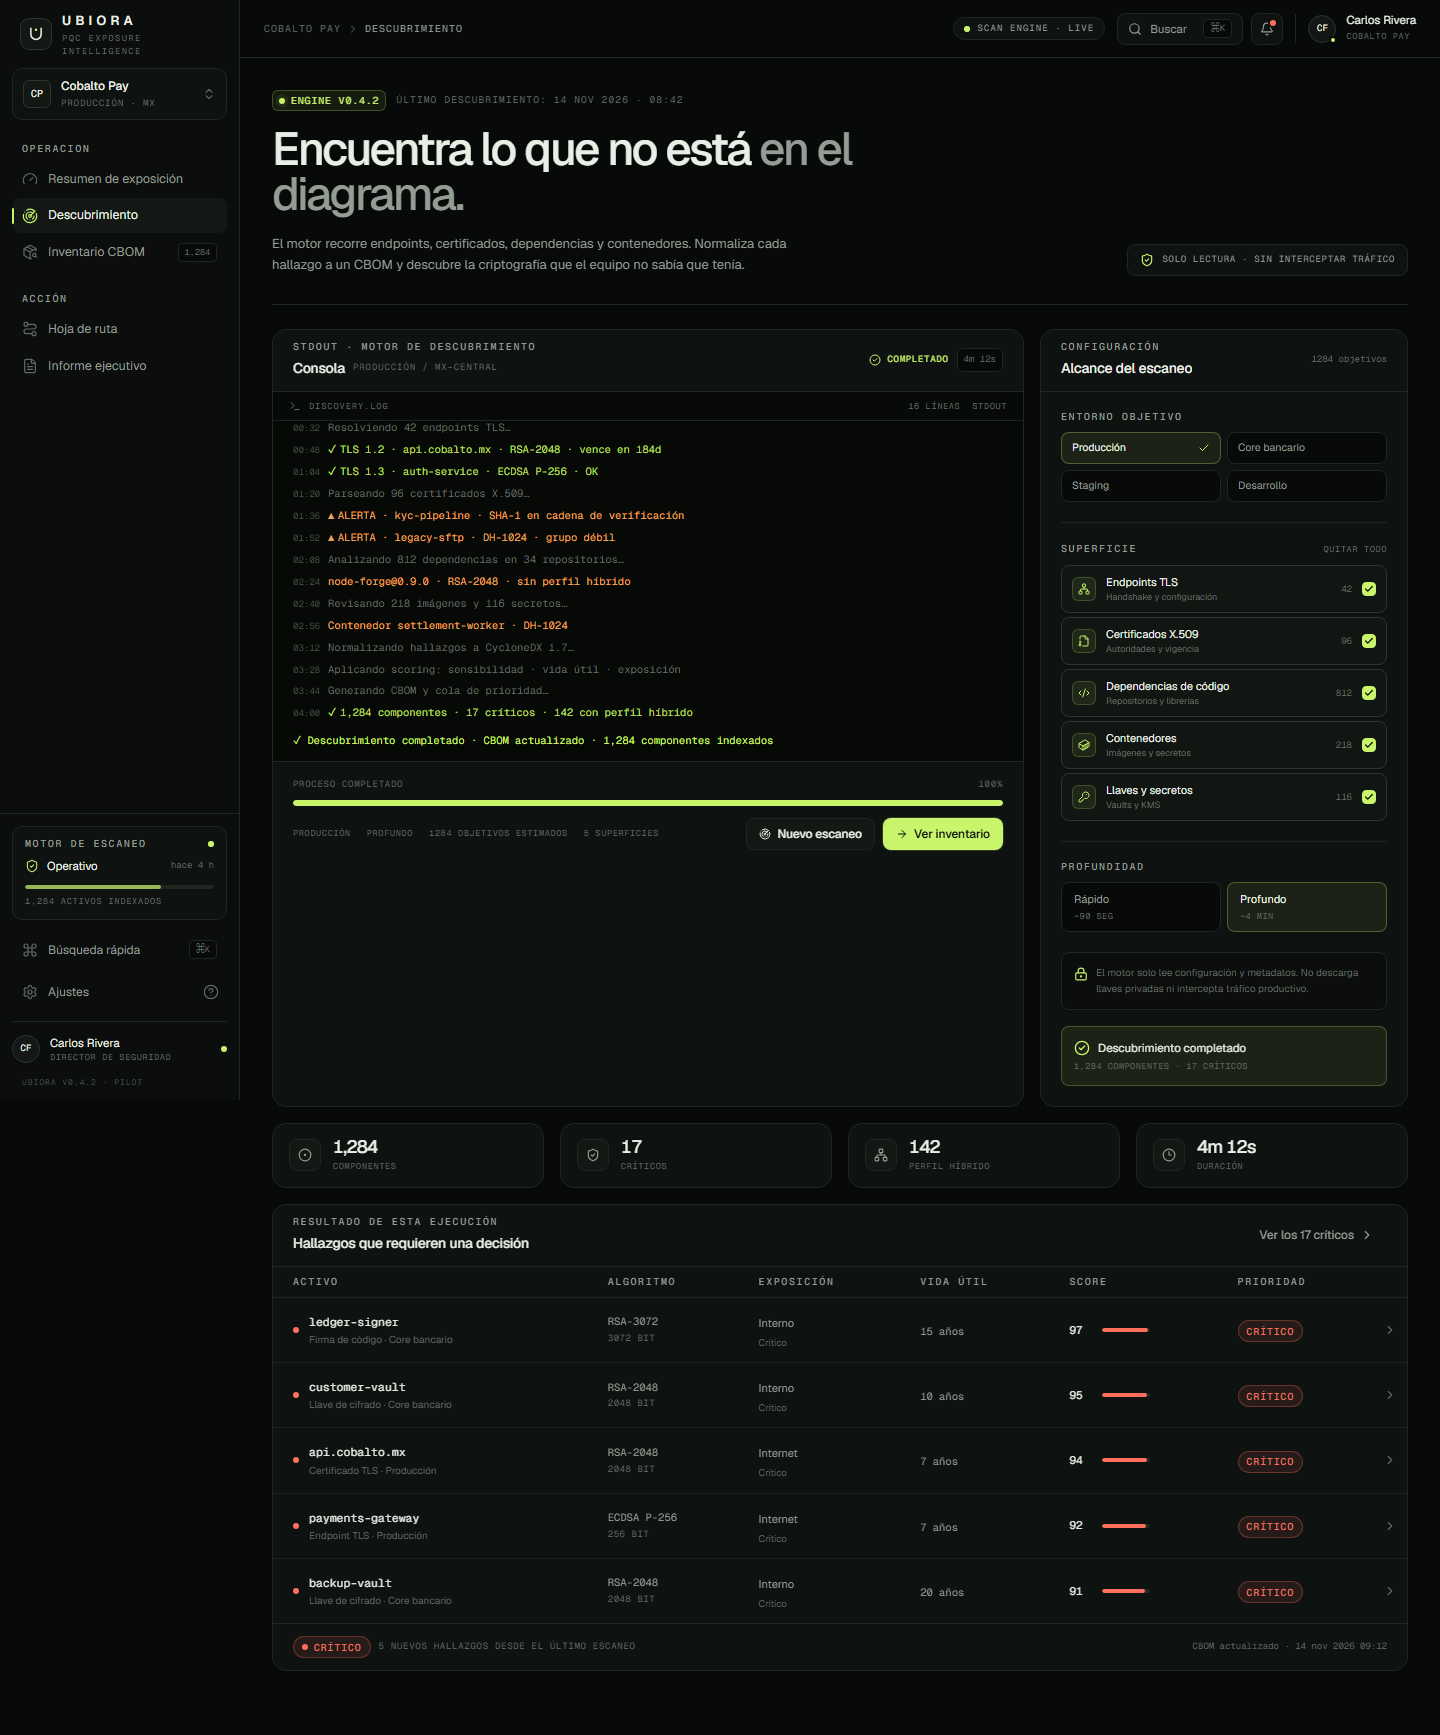 UBIORA
PQC EXPOSURE
INTELLIGENCE
CP
Cobalto Pay
PRODUCCIÓN · MX
OPERACION
Resumen de exposición
Descubrimiento
Inventario CBOM
1,284
ACCIÓN
Hoja de ruta
Informe ejecutivo
MOTOR DE ESCANEO
Operativo
hace 4 h
1,284 ACTIVOS INDEXADOS
Búsqueda rápida
⌘K
Ajustes
CF
Carlos Rivera
DIRECTOR DE SEGURIDAD
UBIORA V0.4.2 · PILOT
COBALTO PAY > DESCUBRIMIENTO
SCAN ENGINE · LIVE
Buscar
⌘K
CF
Carlos Rivera
COBALTO PAY
ENGINE V0.4.2
ÚLTIMO DESCUBRIMIENTO: 14 NOV 2026 · 08:42
Encuentra lo que no está en el
diagrama.
El motor recorre endpoints, certificados, dependencias y contenedores. Normaliza cada
hallazgo a un CBOM y descubre la criptografía que el equipo no sabía que tenía.
SOLO LECTURA · SIN INTERCEPTAR TRÁFICO
STDOUT · MOTOR DE DESCUBRIMIENTO
Consola PRODUCCIÓN / MX-CENTRAL
COMPLETADO
4m 12s
DISCOVERY.LOG
16 LÍNEAS STDOUT
00:32 Resolviendo 42 endpoints TLS…
00:48 ✓ TLS 1.2 · api.cobalto.mx · RSA-2048 · vence en 184d
01:04 ✓ TLS 1.3 · auth-service · ECDSA P-256 · OK
01:20 Parseando 96 certificados X.509…
01:36 ▲ ALERTA · kyc-pipeline · SHA-1 en cadena de verificación
01:52 ▲ ALERTA · legacy-sftp · DH-1024 · grupo débil
02:08 Analizando 812 dependencias en 34 repositorios…
02:24 node-forge@0.9.0 · RSA-2048 · sin perfil híbrido
02:40 Revisando 218 imágenes y 116 secretos…
02:56 Contenedor settlement-worker · DH-1024
03:12 Normalizando hallazgos a CycloneDX 1.7…
03:28 Aplicando scoring: sensibilidad · vida útil · exposición
03:44 Generando CBOM y cola de prioridad…
04:00 ✓ 1,284 componentes · 17 críticos · 142 con perfil híbrido
✓ Descubrimiento completado · CBOM actualizado · 1,284 componentes indexados
PROCESO COMPLETADO
100%
PRODUCCIÓN PROFUNDO 1284 OBJETIVOS ESTIMADOS 5 SUPERFICIES
Nuevo escaneo
Ver inventario
CONFIGURACIÓN
Alcance del escaneo
1284 objetivos
ENTORNO OBJETIVO
Producción
Core bancario
Staging
Desarrollo
SUPERFICIE
QUITAR TODO
Endpoints TLS
Handshake y configuración
42
Certificados X.509
Autoridades y vigencia
96
Dependencias de código
Repositorios y librerías
812
Contenedores
Imágenes y secretos
218
Llaves y secretos
Vaults y KMS
116
PROFUNDIDAD
Rápido
~90 SEG
Profundo
~4 MIN
El motor solo lee configuración y metadatos. No descarga
llaves privadas ni intercepta tráfico productivo.
Descubrimiento completado
1,284 COMPONENTES · 17 CRÍTICOS
1,284
COMPONENTES
17
CRÍTICOS
142
PERFIL HÍBRIDO
4m 12s
DURACIÓN
RESULTADO DE ESTA EJECUCIÓN
Hallazgos que requieren una decisión
Ver los 17 críticos
ACTIVO ALGORITMO EXPOSICIÓN VIDA ÚTIL SCORE PRIORIDAD
ledger-signer RSA-3072 Interno 15 años 97 CRÍTICO
Firma de código · Core bancario 3072 BIT Crítico
customer-vault RSA-2048 Interno 10 años 95 CRÍTICO
Llave de cifrado · Core bancario 2048 BIT Crítico
api.cobalto.mx RSA-2048 Internet 7 años 94 CRÍTICO
Certificado TLS · Producción 2048 BIT Crítico
payments-gateway ECDSA P-256 Internet 7 años 92 CRÍTICO
Endpoint TLS · Producción 256 BIT Crítico
backup-vault RSA-2048 Interno 20 años 91 CRÍTICO
Llave de cifrado · Core bancario 2048 BIT Crítico
CRÍTICO 5 NUEVOS HALLAZGOS DESDE EL ÚLTIMO ESCANEO
CBOM actualizado · 14 nov 2026 09:12